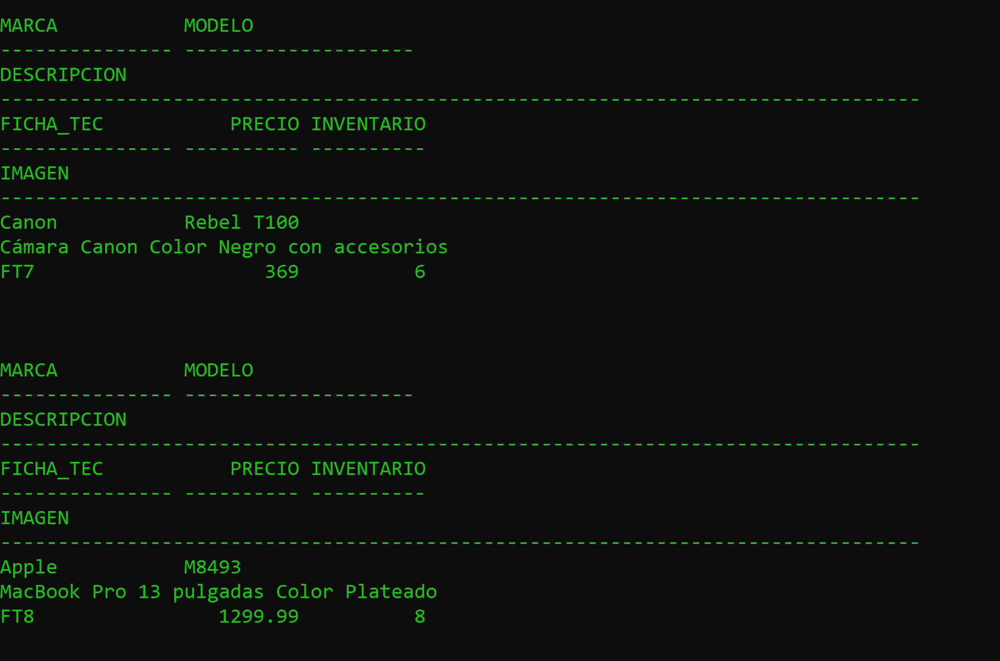 MARCA           MODELO
--------------- --------------------
DESCRIPCION
--------------------------------------------------------------------------------
FICHA_TEC           PRECIO INVENTARIO
--------------- ---------- ----------
IMAGEN
--------------------------------------------------------------------------------
Canon           Rebel T100
Cámara Canon Color Negro con accesorios
FT7                    369          6
MARCA           MODELO
--------------- --------------------
DESCRIPCION
--------------------------------------------------------------------------------
FICHA_TEC           PRECIO INVENTARIO
--------------- ---------- ----------
IMAGEN
--------------------------------------------------------------------------------
Apple           M8493
MacBook Pro 13 pulgadas Color Plateado
FT8                1299.99          8